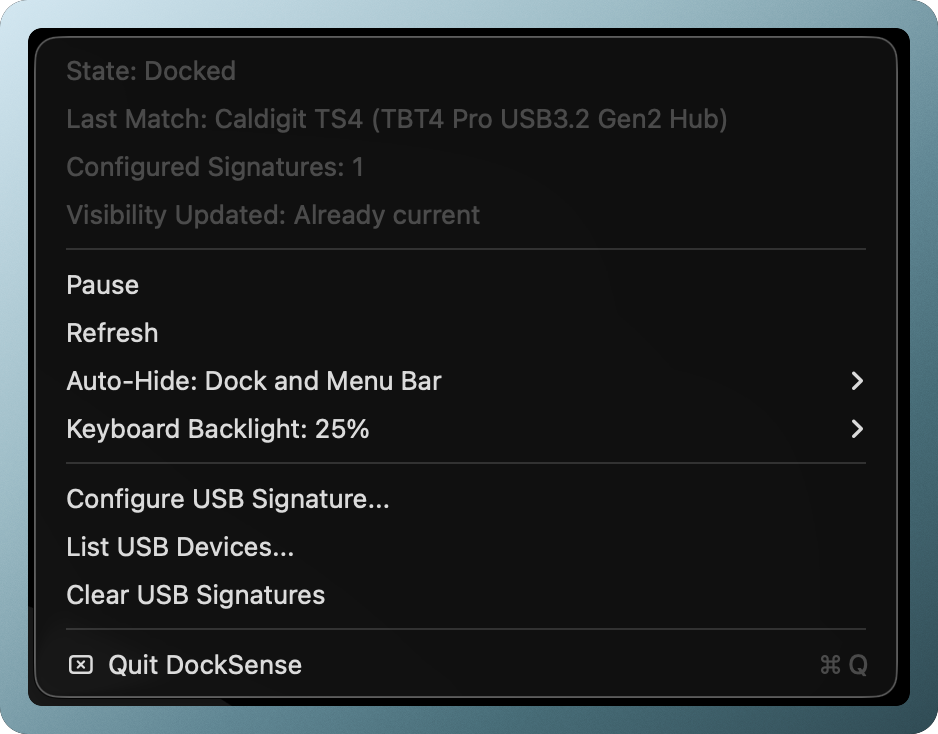 State: Docked
Last Match: Caldigit TS4 (TBT4 Pro USB3.2 Gen2 Hub)
Configured Signatures: 1
Visibility Updated: Already current
Pause
Refresh
Auto-Hide: Dock and Menu Bar
Keyboard Backlight: 25%
Configure USB Signature...
List USB Devices...
Clear USB Signatures
Quit DockSense ⌘ Q